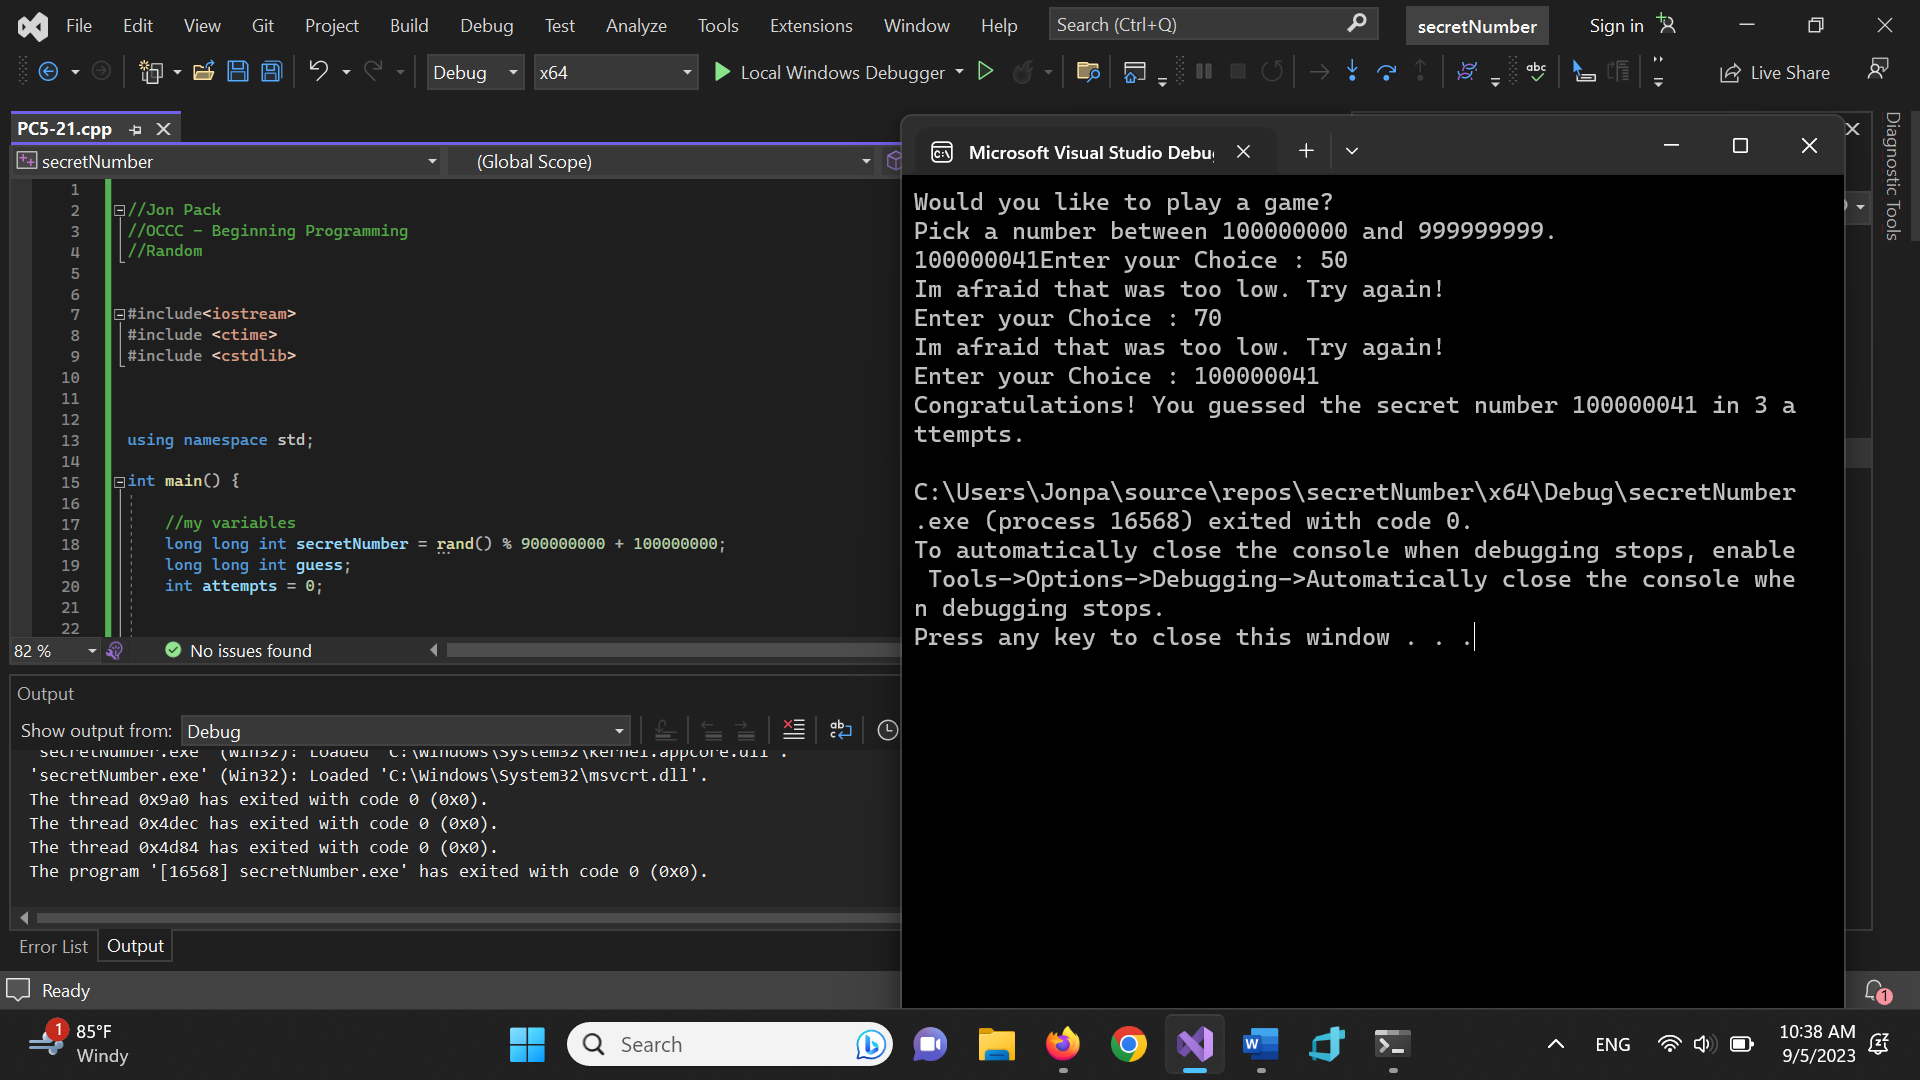 File Edit View Git Project Build Debug Test Analyze Tools Extensions Window Help Search (Ctrl+Q) secretNumber Sign in
Debug x64 Local Windows Debugger abc Live Share
PC5-21.cpp
secretNumber (Global Scope)
1
2 //Jon Pack
3 //OCCC - Beginning Programming
4 //Random
5
6
7 #include<iostream>
8 #include <ctime>
9 #include <cstdlib>
10
11
12
13 using namespace std;
14
15 int main() {
16
17 //my variables
18 long long int secretNumber = rand() % 900000000 + 100000000;
19 long long int guess;
20 int attempts = 0;
21
22
82 % No issues found
Output
Show output from: Debug
'secretNumber.exe' (Win32): Loaded 'C:\Windows\System32\kernel.appcore.dll'.
'secretNumber.exe' (Win32): Loaded 'C:\Windows\System32\msvcrt.dll'.
The thread 0x9a0 has exited with code 0 (0x0).
The thread 0x4dec has exited with code 0 (0x0).
The thread 0x4d84 has exited with code 0 (0x0).
The program '[16568] secretNumber.exe' has exited with code 0 (0x0).
Error List Output
Ready
Microsoft Visual Studio Debu
Would you like to play a game?
Pick a number between 100000000 and 999999999.
100000041Enter your Choice : 50
Im afraid that was too low. Try again!
Enter your Choice : 70
Im afraid that was too low. Try again!
Enter your Choice : 100000041
Congratulations! You guessed the secret number 100000041 in 3 a
ttempts.
C:\Users\Jonpa\source\repos\secretNumber\x64\Debug\secretNumber
.exe (process 16568) exited with code 0.
To automatically close the console when debugging stops, enable
Tools->Options->Debugging->Automatically close the console whe
n debugging stops.
Press any key to close this window . . .
Diagnostic Tools
1
1 85°F
Windy
Search
ENG
10:38 AM
9/5/2023